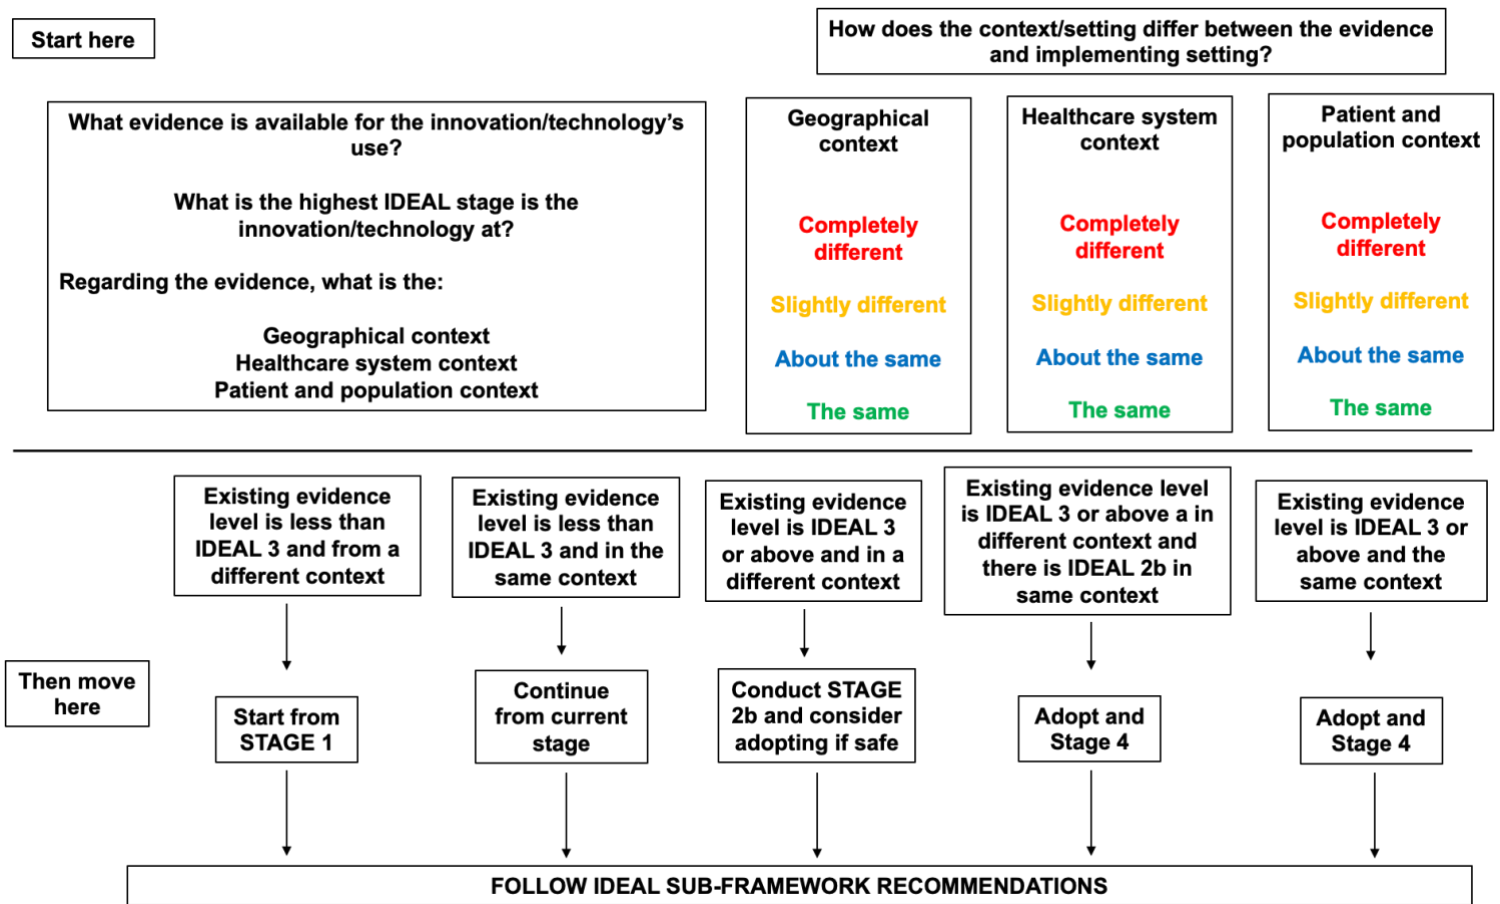 Start here
How does the context/setting differ between the evidence
and implementing setting?
What evidence is available for the innovation/technology's
use?
What is the highest IDEAL stage is the
innovation/technology at?
Regarding the evidence, what is the:
Geographical context
Healthcare system context
Patient and population context
Geographical
context
Completely
different
Slightly different
About the same
The same
Healthcare system
context
Completely
different
Slightly different
About the same
The same
Patient and
population context
Completely
different
Slightly different
About the same
The same
Existing evidence
level is less than
IDEAL 3 and from a
different context
Existing evidence
level is less than
IDEAL 3 and in the
same context
Existing evidence
level is IDEAL 3
or above and in a
different context
Existing evidence level
is IDEAL 3 or above a in
different context and
there is IDEAL 2b in
same context
Existing evidence
level is IDEAL 3 or
above and the
same context
Then move
here
Start from
STAGE 1
Continue
from current
stage
Conduct STAGE
2b and consider
adopting if safe
Adopt and
Stage 4
Adopt and
Stage 4
FOLLOW IDEAL SUB-FRAMEWORK RECOMMENDATIONS